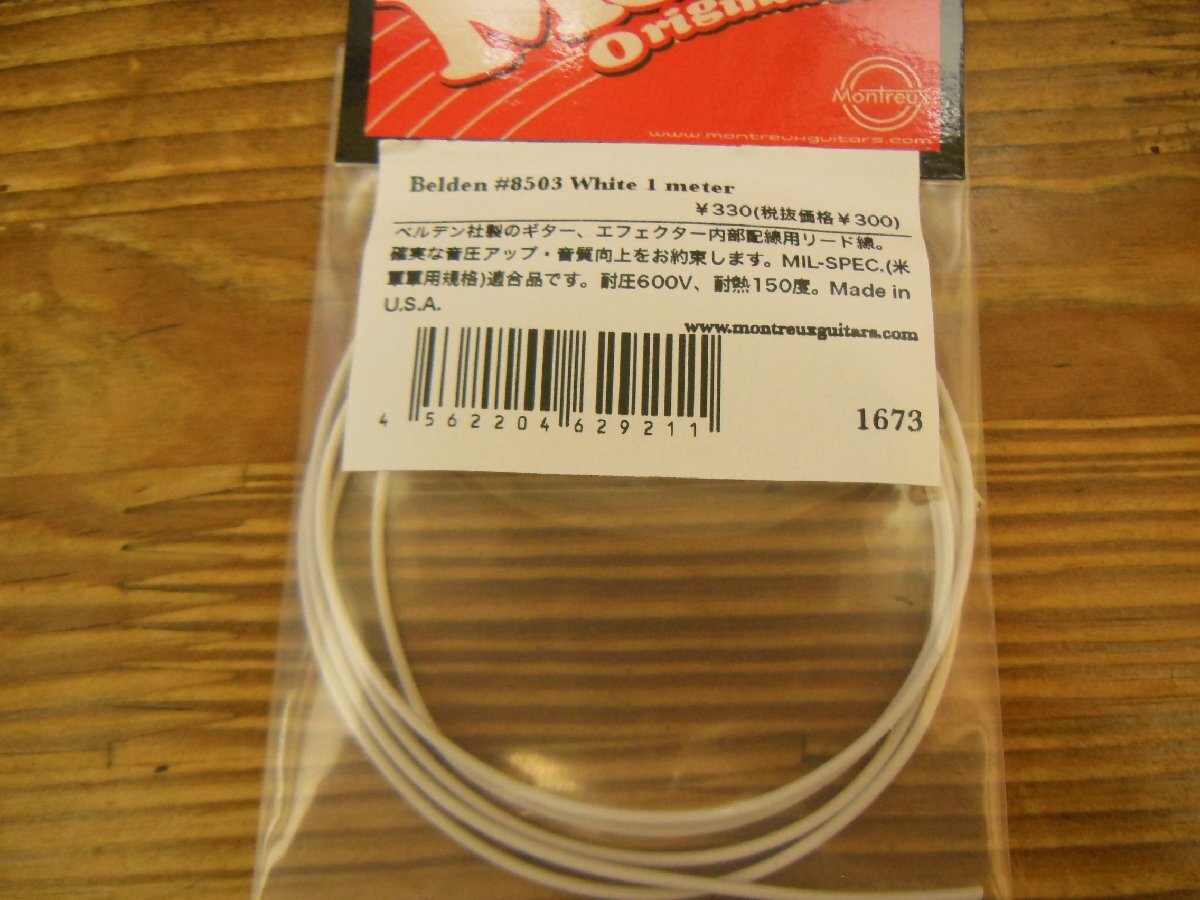 Montreux
www.montreuxguitars.com
Belden #8503 White 1 meter
￥330(税抜価格￥300)
ベルデン社製のギター、エフェクター内部配線用リード線。
確実な音圧アップ・音質向上をお約束します。MIL-SPEC.(米
軍軍用規格)適合品です。耐圧600V、耐熱150度。Made in
U.S.A.
www.montreuxguitars.com
4 562204 629211
1673